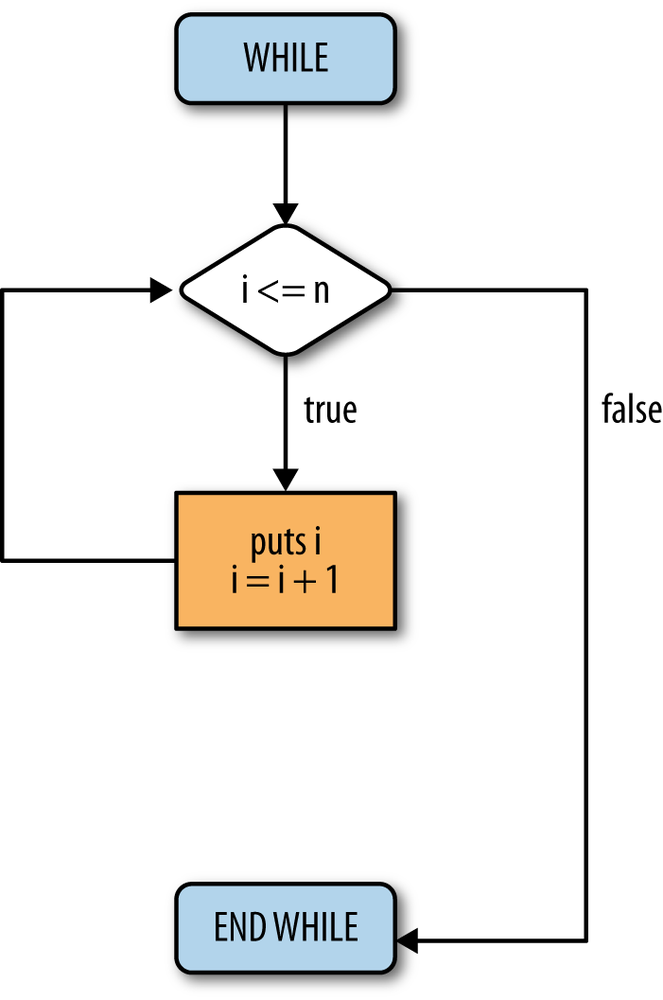 WHILE
i <= n
true
false
puts i
i = i + 1
END WHILE